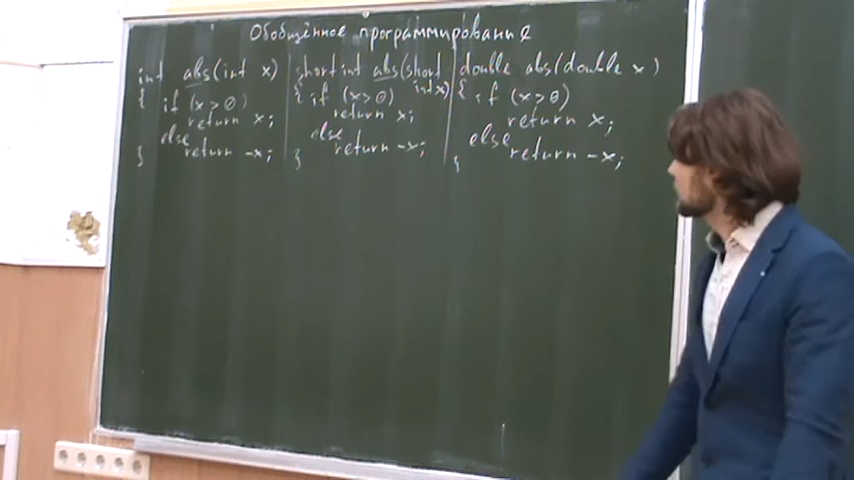 Обобщённое программирование
int abs(int x)
{ if (x>0)
return x;
else
return -x;
}
short int abs(short
int x)
{ if (x>0)
return x;
else
return -x;
}
double abs(double x)
{ if (x>0)
return x;
else
return -x;
}